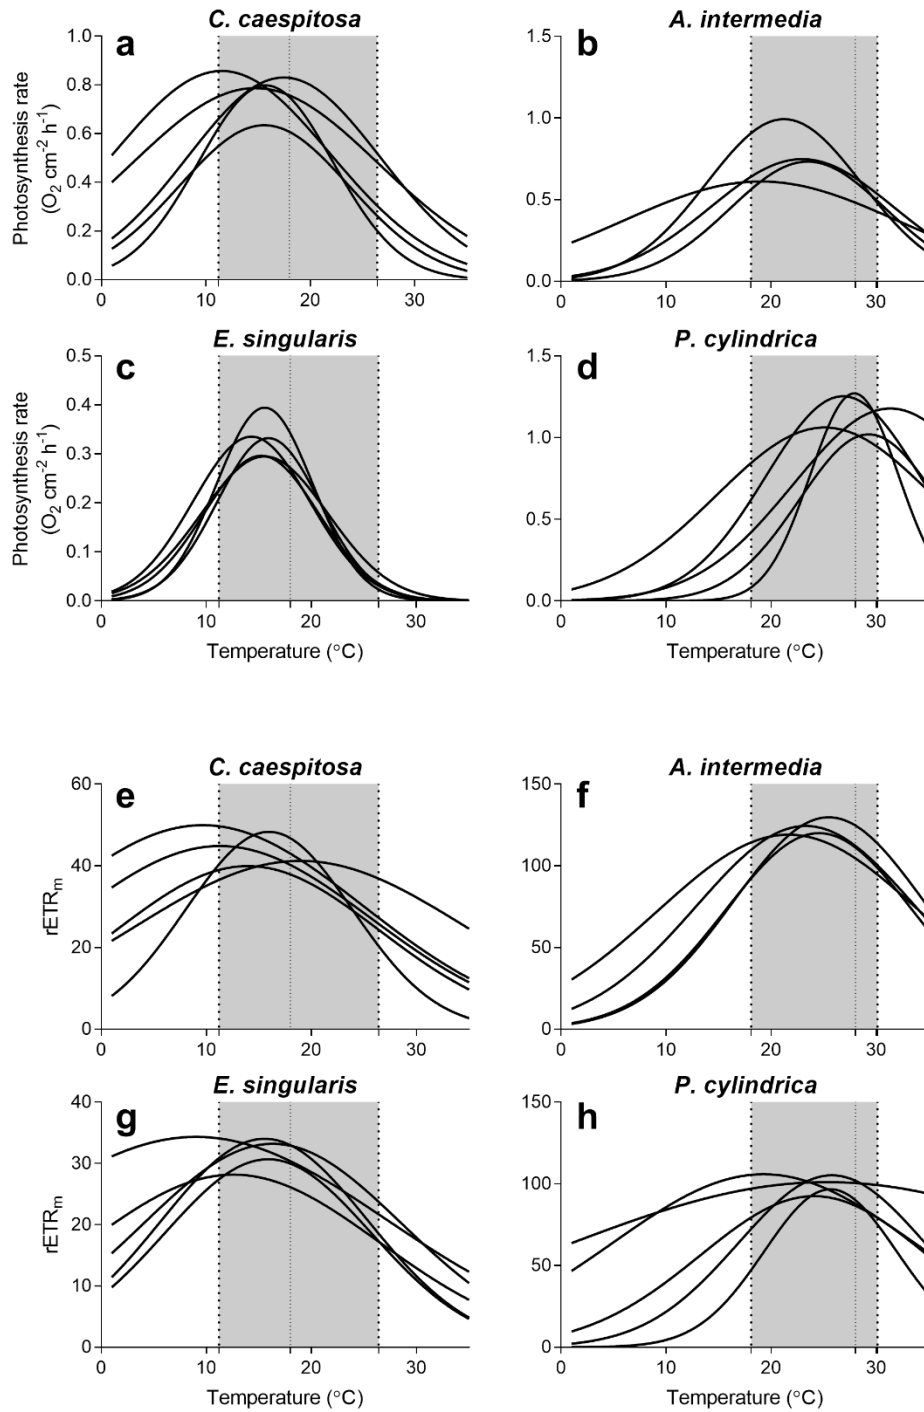 C. caespitosa
A. intermedia
a
b
Photosynthesis rate
(O₂ cm⁻² h⁻¹)
1.0
0.8
0.6
0.4
0.2
0.0
0 10 20 30
1.5
1.0
0.5
0.0
0 10 20 30
E. singularis
P. cylindrica
c
d
Photosynthesis rate
(O₂ cm⁻² h⁻¹)
0.5
0.4
0.3
0.2
0.1
0.0
0 10 20 30
Temperature (°C)
1.5
1.0
0.5
0.0
0 10 20 30
Temperature (°C)
C. caespitosa
A. intermedia
e
f
rETRₘ
60
40
20
0
0 10 20 30
150
100
50
0
0 10 20 30
E. singularis
P. cylindrica
g
h
rETRₘ
40
30
20
10
0
0 10 20 30
Temperature (°C)
150
100
50
0
0 10 20 30
Temperature (°C)